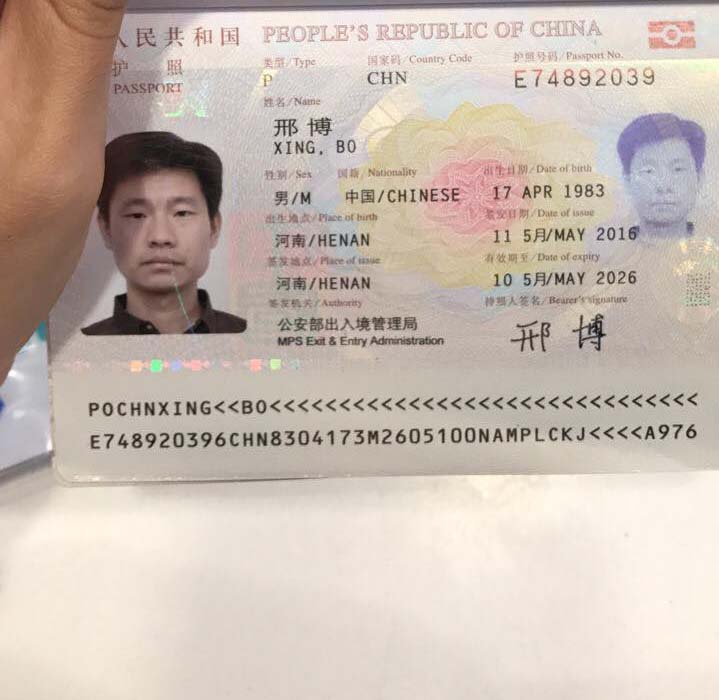 人民共和国 PEOPLE'S REPUBLIC OF CHINA
护照 类型/Type 国家码/Country Code 护照号码/Passport No.
PASSPORT P CHN E74892039
姓名/Name
邢博
XING, BO
性别/Sex 国籍/Nationality 出生日期/Date of birth
男/M 中国/CHINESE 17 APR 1983
出生地点/Place of birth 签发日期/Date of issue
河南/HENAN 11 5月/MAY 2016
签发地点/Place of issue 有效期至/Date of expiry
河南/HENAN 10 5月/MAY 2026
签发机关/Authority 持照人签名/Bearer's signature
公安部出入境管理局 邢博
MPS Exit & Entry Administration
POCHNXING<<BO<<<<<<<<<<<<<<<<<<<<<<<<<<<<<<<
E748920396CHN8304173M2605100NAMPLCKJ<<<<A976